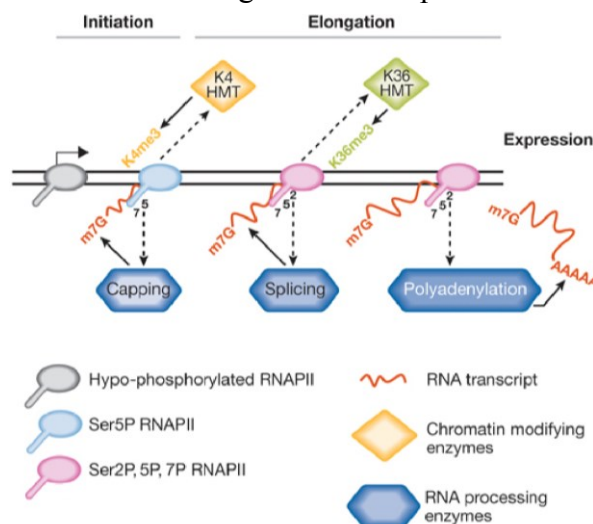 Initiation
Elongation
K4
HMT
K36
HMT
K4me3
K36me3
Expression
7 5
7 5 2
7 5 2
m7G
m7G
m7G
m7G
AAAAA
Capping
Splicing
Polyadenylation
Hypo-phosphorylated RNAPII
RNA transcript
Ser5P RNAPII
Chromatin modifying
enzymes
Ser2P, 5P, 7P RNAPII
RNA processing
enzymes